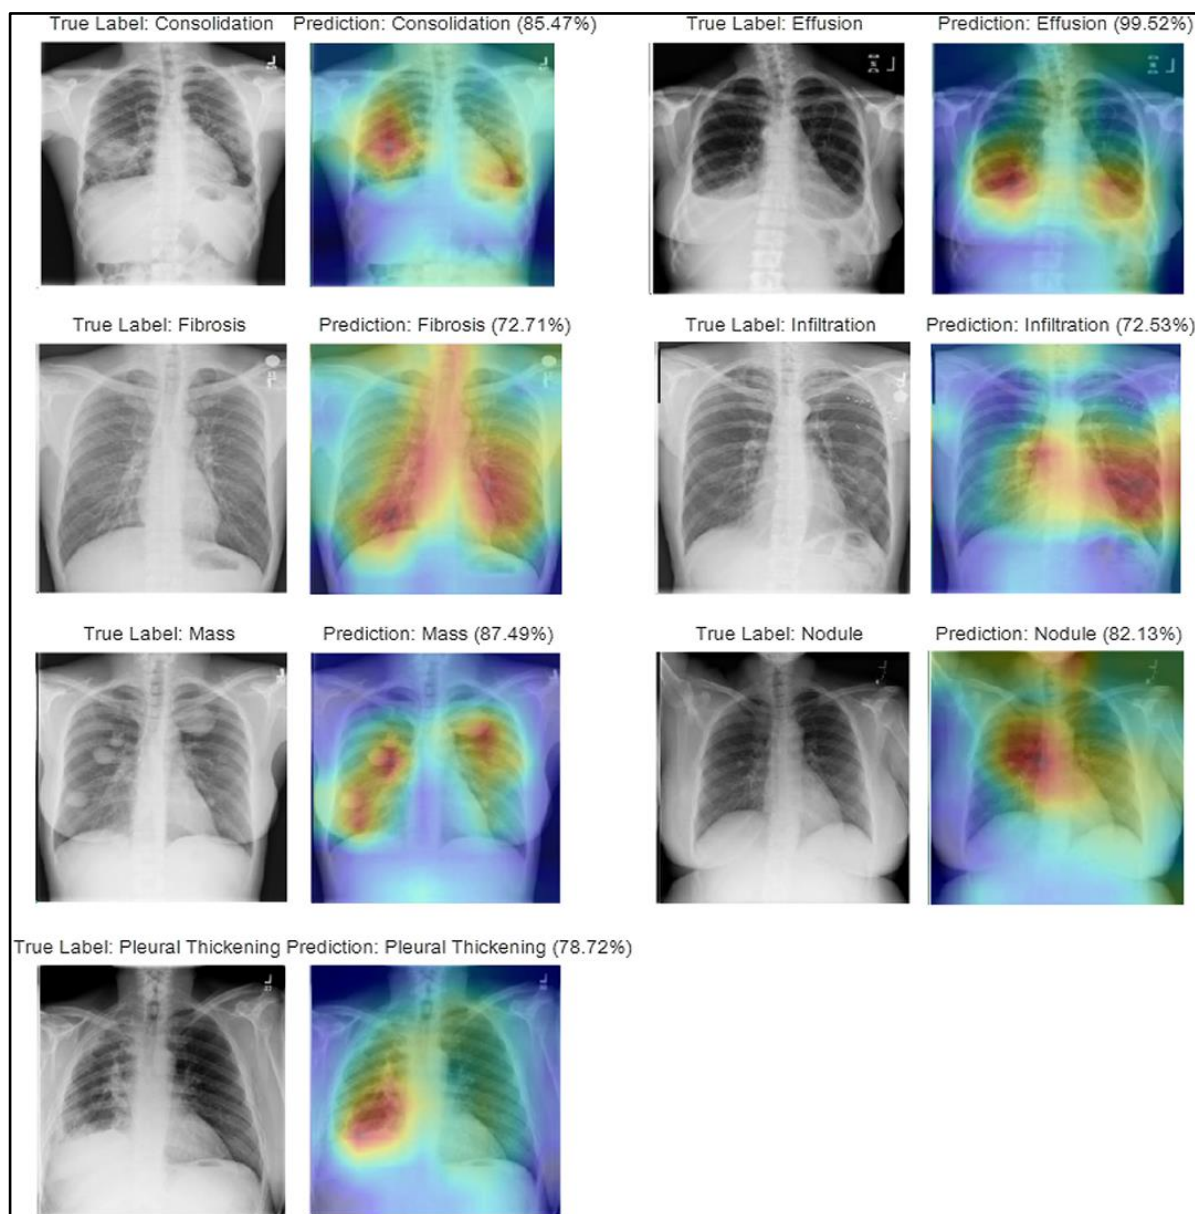 True Label: Consolidation Prediction: Consolidation (85.47%) True Label: Effusion Prediction: Effusion (99.52%)
True Label: Fibrosis Prediction: Fibrosis (72.71%) True Label: Infiltration Prediction: Infiltration (72.53%)
True Label: Mass Prediction: Mass (87.49%) True Label: Nodule Prediction: Nodule (82.13%)
True Label: Pleural Thickening Prediction: Pleural Thickening (78.72%)